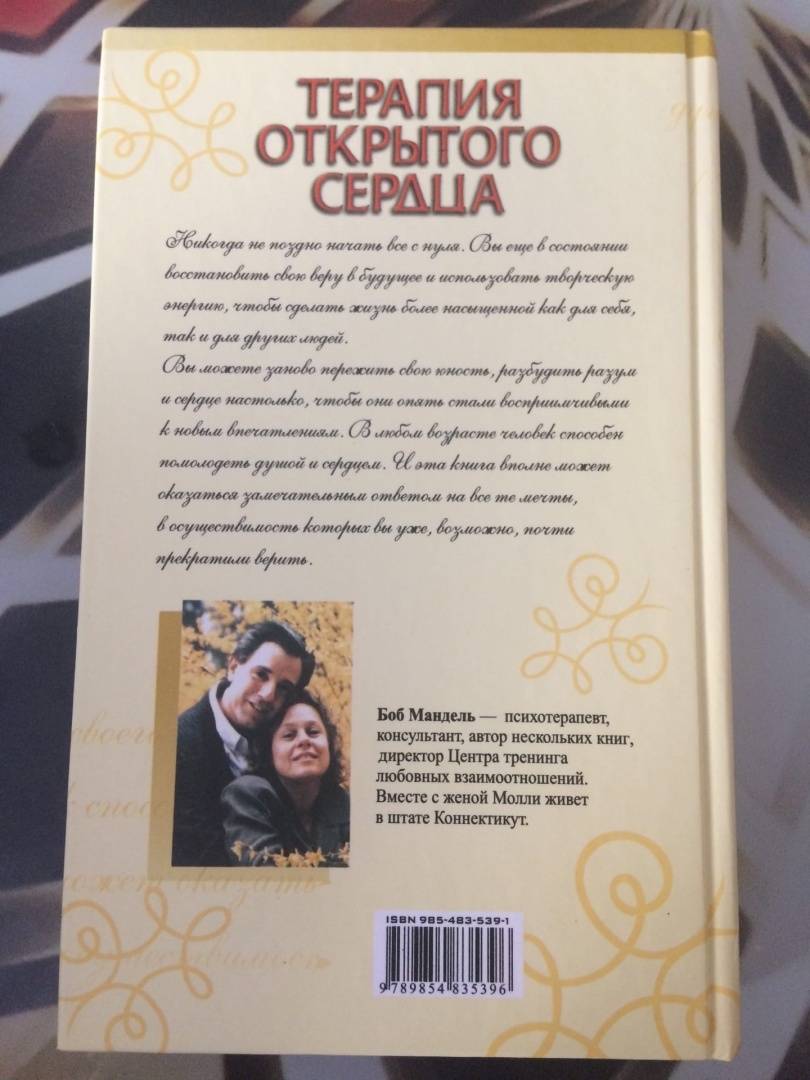 ТЕРАПИЯ
ОТКРЫТОГО
СЕРДЦА
Никогда не поздно начать все с нуля. Вы еще в состоянии
восстановить свою веру в будущее и использовать творческую
энергию, чтобы сделать жизнь более насыщенной как для себя,
так и для других людей.
Вы можете заново пережить свою юность, разбудить разум
и сердце настолько, чтобы они опять стали восприимчивыми
к новым впечатлениям. В любом возрасте человек способен
помолодеть душой и сердцем. И эта книга вполне может
оказаться замечательным ответом на все те мечты,
в осуществимость которых вы уже, возможно, почти
прекратили верить.
Боб Мандель — психотерапевт,
консультант, автор нескольких книг,
директор Центра тренинга
любовных взаимоотношений.
Вместе с женой Молли живет
в штате Коннектикут.
своего
ожет оказать
ISBN 985-483-539-1
9789854835396